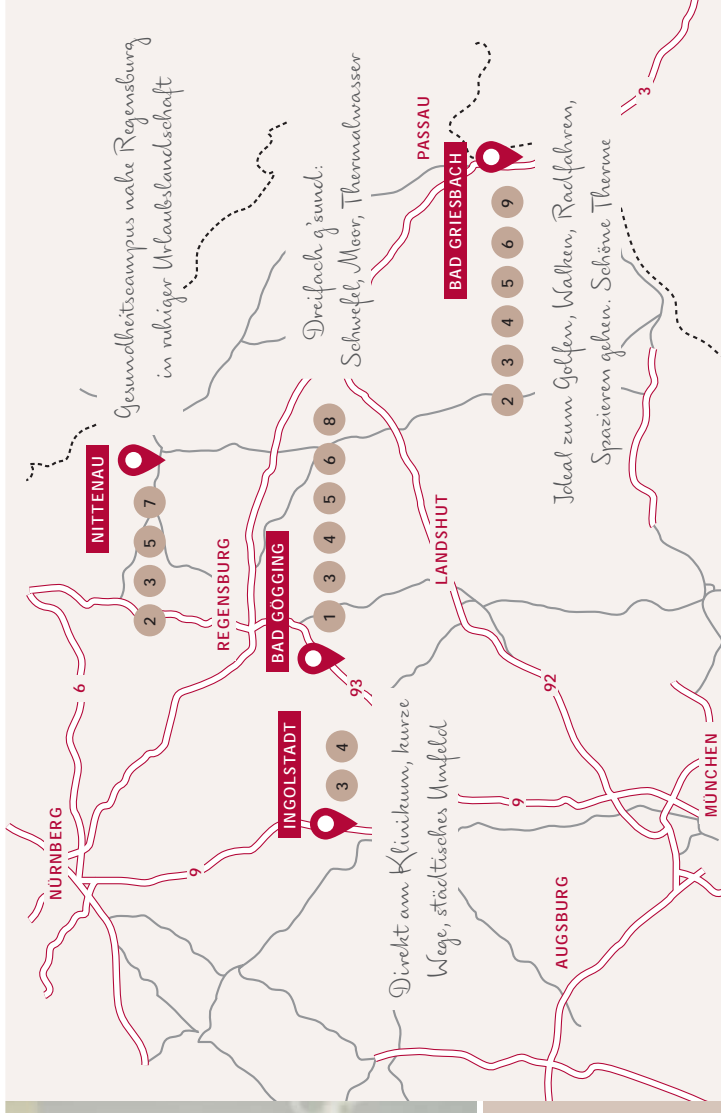 NÜRNBERG
6
9
NITTENAU
2 3 5 7
Gesundheitscampus nahe Regensburg
in ruhiger Urlaubslandschaft
REGENSBURG
BAD GÖGGING
1 3 4 5 6 8
Dreifach g'sund:
Schwefel, Moor, Thermalwasser
93
INGOLSTADT
3 4
Direkt am Klinikum, kurze
Wege, städtisches Umfeld
PASSAU
BAD GRIESBACH
2 3 4 5 6 9
Ideal zum Golfen, Walken, Radfahren,
Spazieren gehen. Schöne Therme
3
LANDSHUT
92
9
AUGSBURG
MÜNCHEN